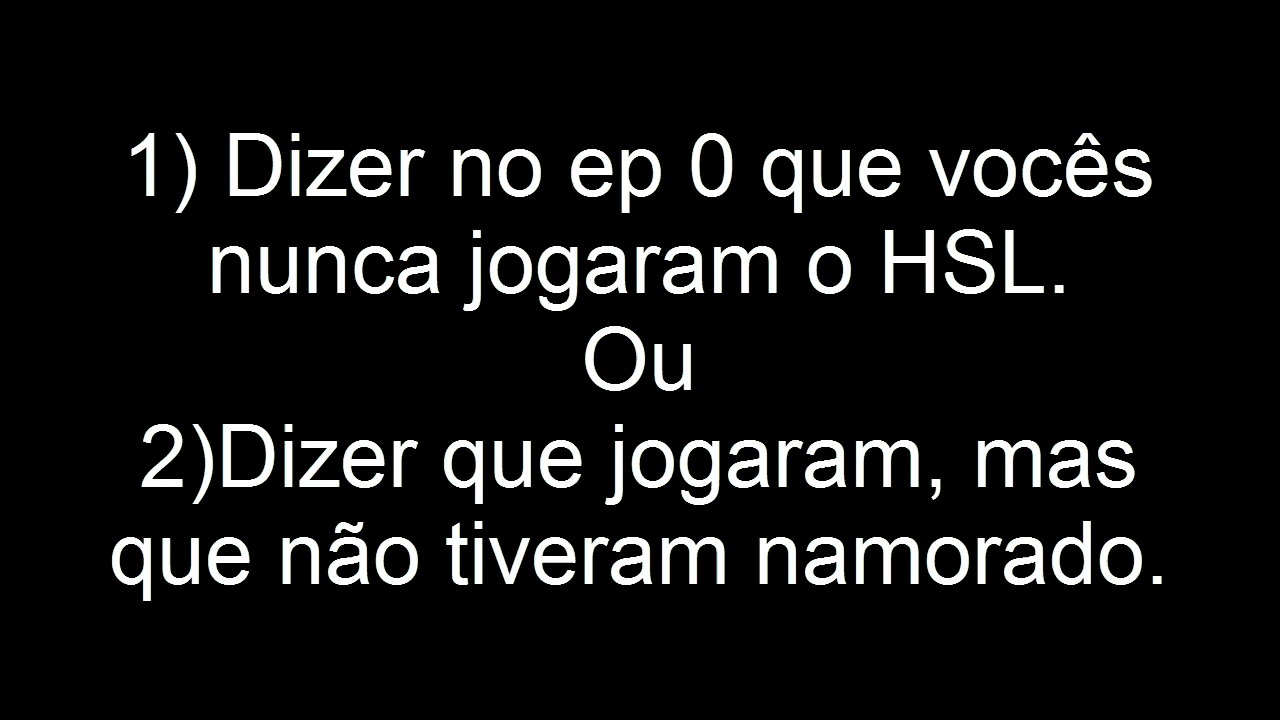 1) Dizer no ep 0 que vocês
nunca jogaram o HSL.
Ou
2)Dizer que jogaram, mas
que não tiveram namorado.